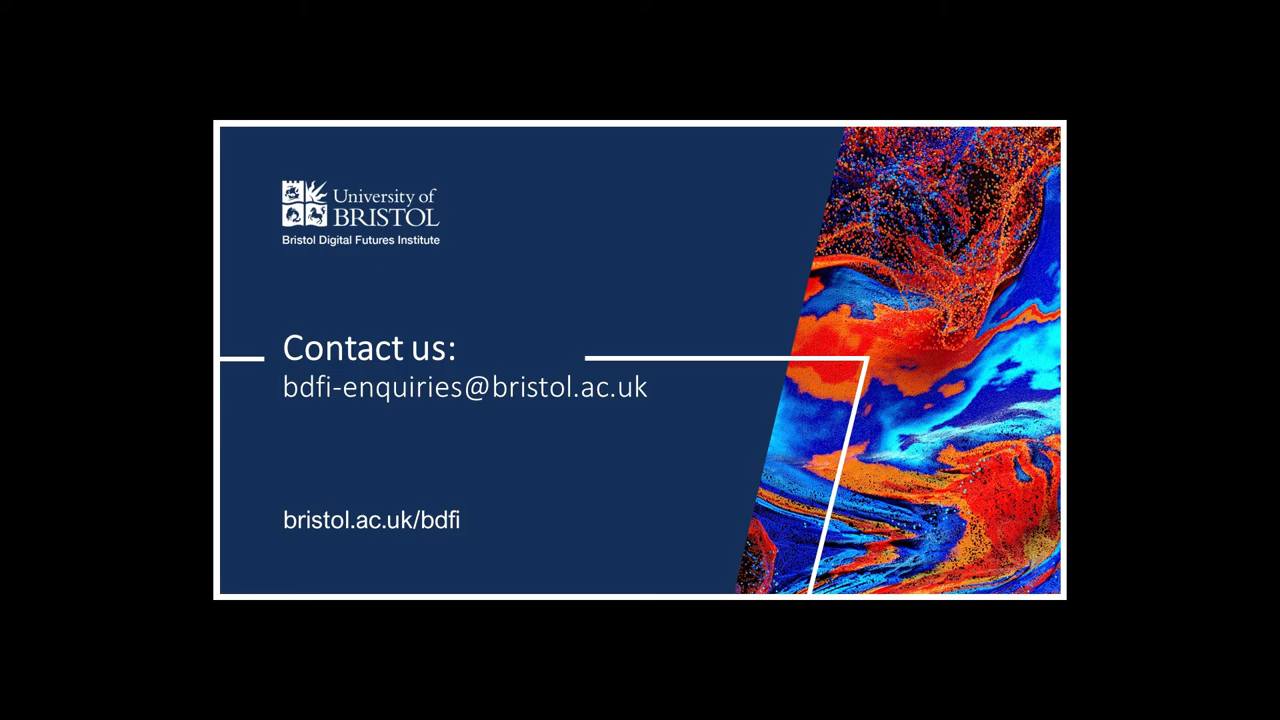 University of
BRISTOL
Bristol Digital Futures Institute
Contact us:
bdfi-enquiries@bristol.ac.uk
bristol.ac.uk/bdfi